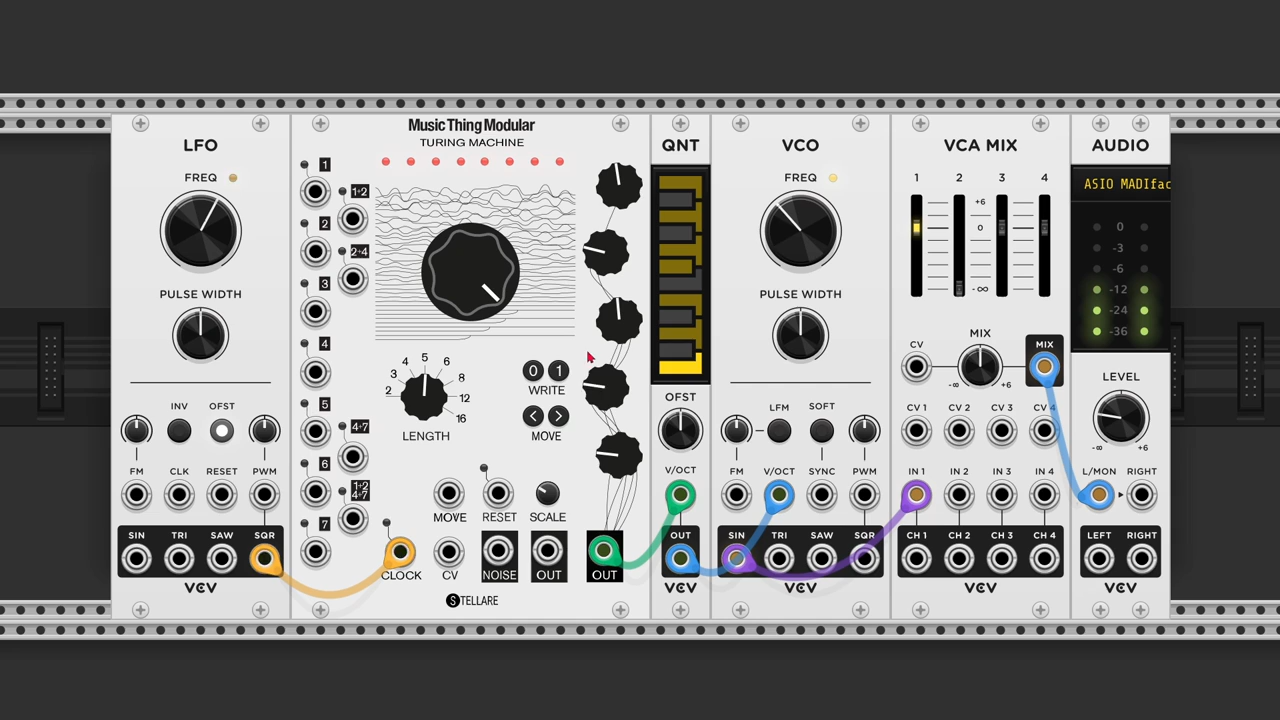 LFO
FREQ
PULSE WIDTH
INV
OFST
FM
CLK
RESET
PWM
SIN
TRI
SAW
SQR
VCV
Music Thing Modular
TURING MACHINE
1
1+2
2
2+4
3
4
5
4+7
6
1+2
4+7
7
2
3
4
5
6
8
12
16
LENGTH
0
1
WRITE
MOVE
MOVE
RESET
SCALE
CLOCK
CV
NOISE
OUT
OUT
STELLARE
QNT
OFST
V/OCT
OUT
VCV
VCO
FREQ
PULSE WIDTH
LFM
SOFT
FM
V/OCT
SYNC
PWM
SIN
TRI
SAW
SQR
VCV
VCA MIX
1
2
3
4
+6
0
-∞
MIX
CV
-∞
+6
MIX
CV 1
CV 2
CV 3
CV 4
IN 1
IN 2
IN 3
IN 4
CH 1
CH 2
CH 3
CH 4
VCV
AUDIO
ASIO MADIfac
0
-3
-6
-12
-24
-36
LEVEL
-∞
+6
L/MON
RIGHT
LEFT
RIGHT
VCV